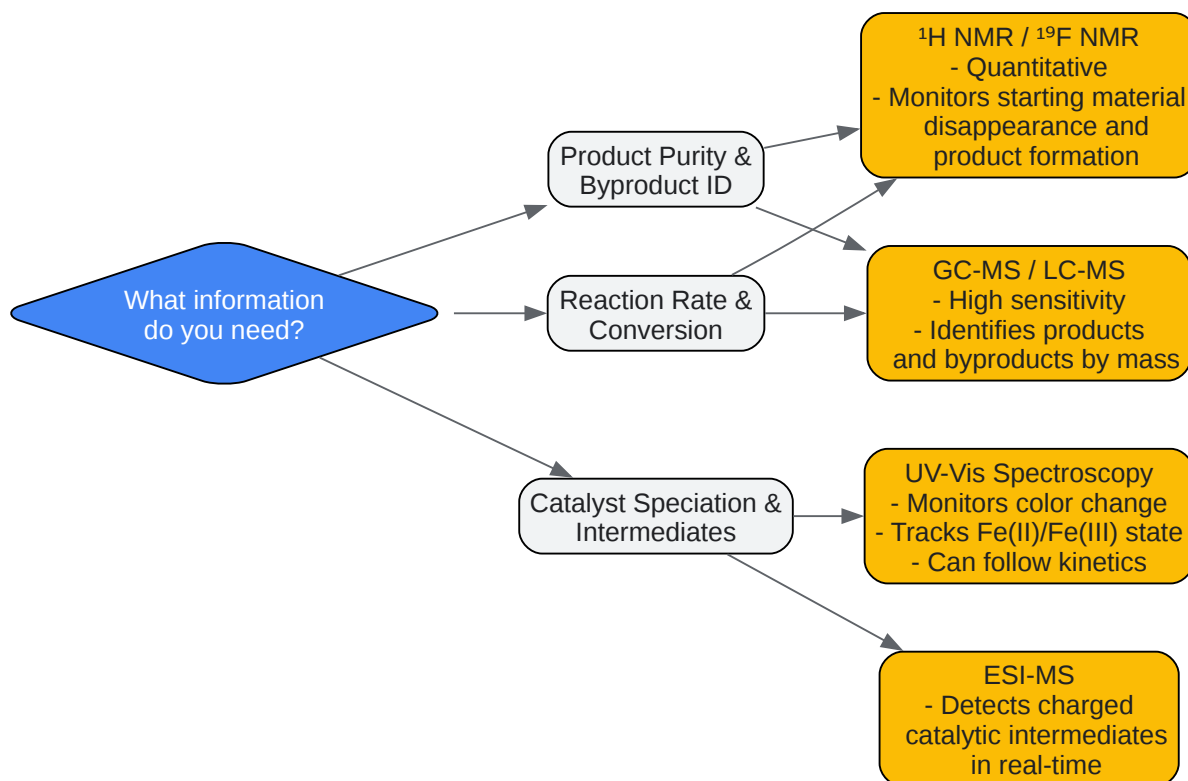 What information
do you need?
Product Purity &
Byproduct ID
Reaction Rate &
Conversion
Catalyst Speciation &
Intermediates
¹H NMR / ¹⁹F NMR
- Quantitative
- Monitors starting material
disappearance and
product formation
GC-MS / LC-MS
- High sensitivity
- Identifies products
and byproducts by mass
UV-Vis Spectroscopy
- Monitors color change
- Tracks Fe(II)/Fe(III) state
- Can follow kinetics
ESI-MS
- Detects charged
catalytic intermediates
in real-time